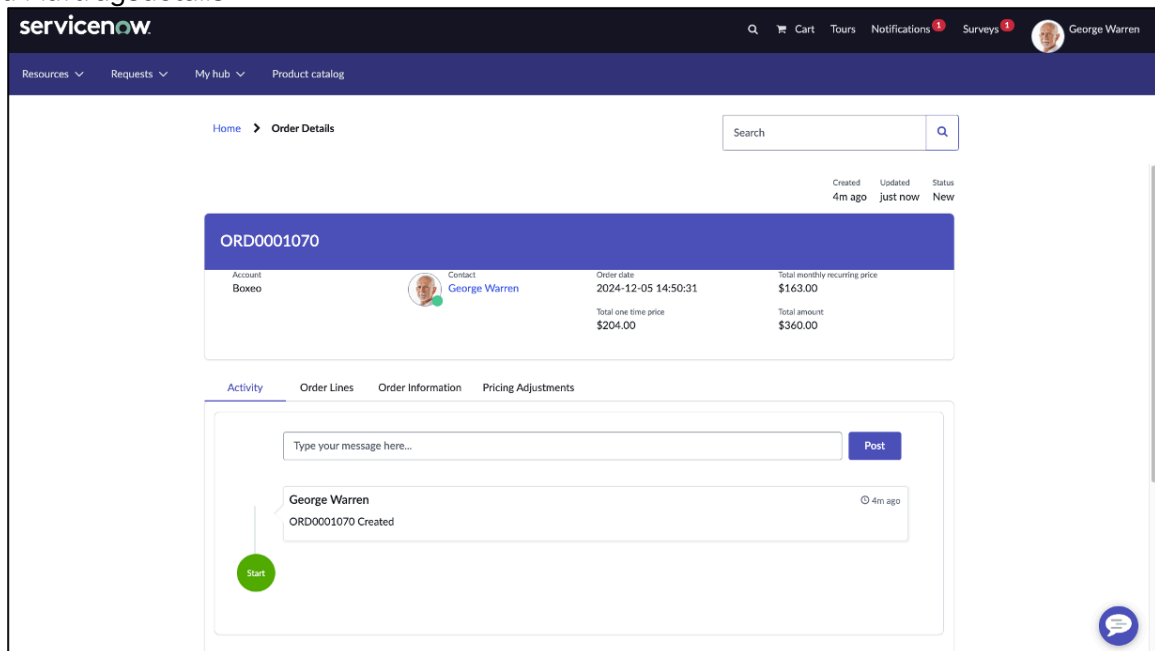 servicenow
Cart Tours Notifications 1 Surveys 1 George Warren
Resources Requests My hub Product catalog
Home > Order Details
Search
Created Updated Status
4m ago just now New
ORD0001070
Account Contact Order date Total monthly recurring price
Boxeo George Warren 2024-12-05 14:50:31 $163.00
Total one time price Total amount
$204.00 $360.00
Activity Order Lines Order Information Pricing Adjustments
Type your message here... Post
George Warren 4m ago
ORD0001070 Created
Start